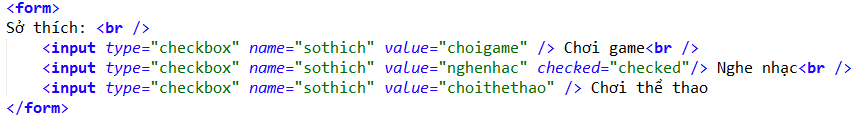 <form>
Sở thích: <br />
<input type="checkbox" name="sothich" value="choigame" /> Chơi game<br />
<input type="checkbox" name="sothich" value="nghenhac" checked="checked"/> Nghe nhạc<br />
<input type="checkbox" name="sothich" value="choithethao" /> Chơi thể thao
</form>